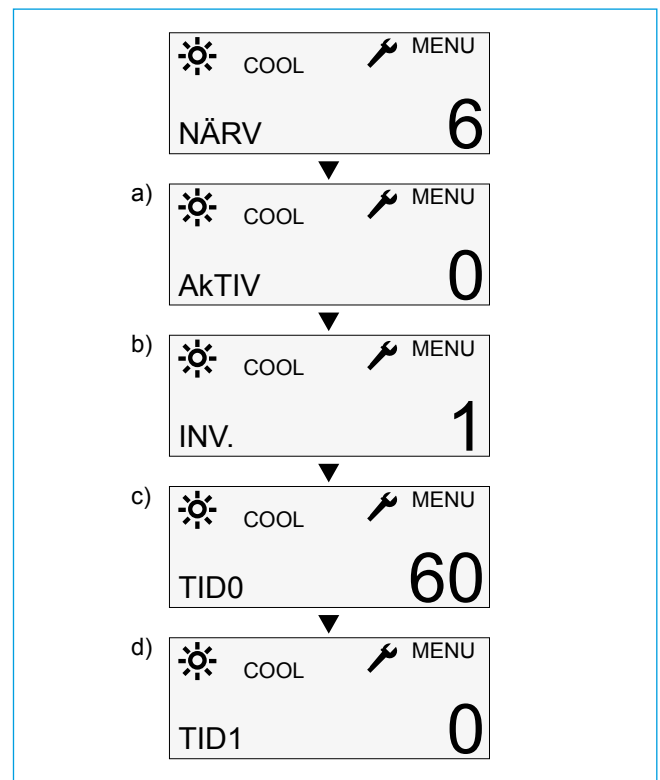 COOL MENU
NÄRV 6
a)
COOL MENU
AkTIV 0
b)
COOL MENU
INV. 1
c)
COOL MENU
TID0 60
d)
COOL MENU
TID1 0